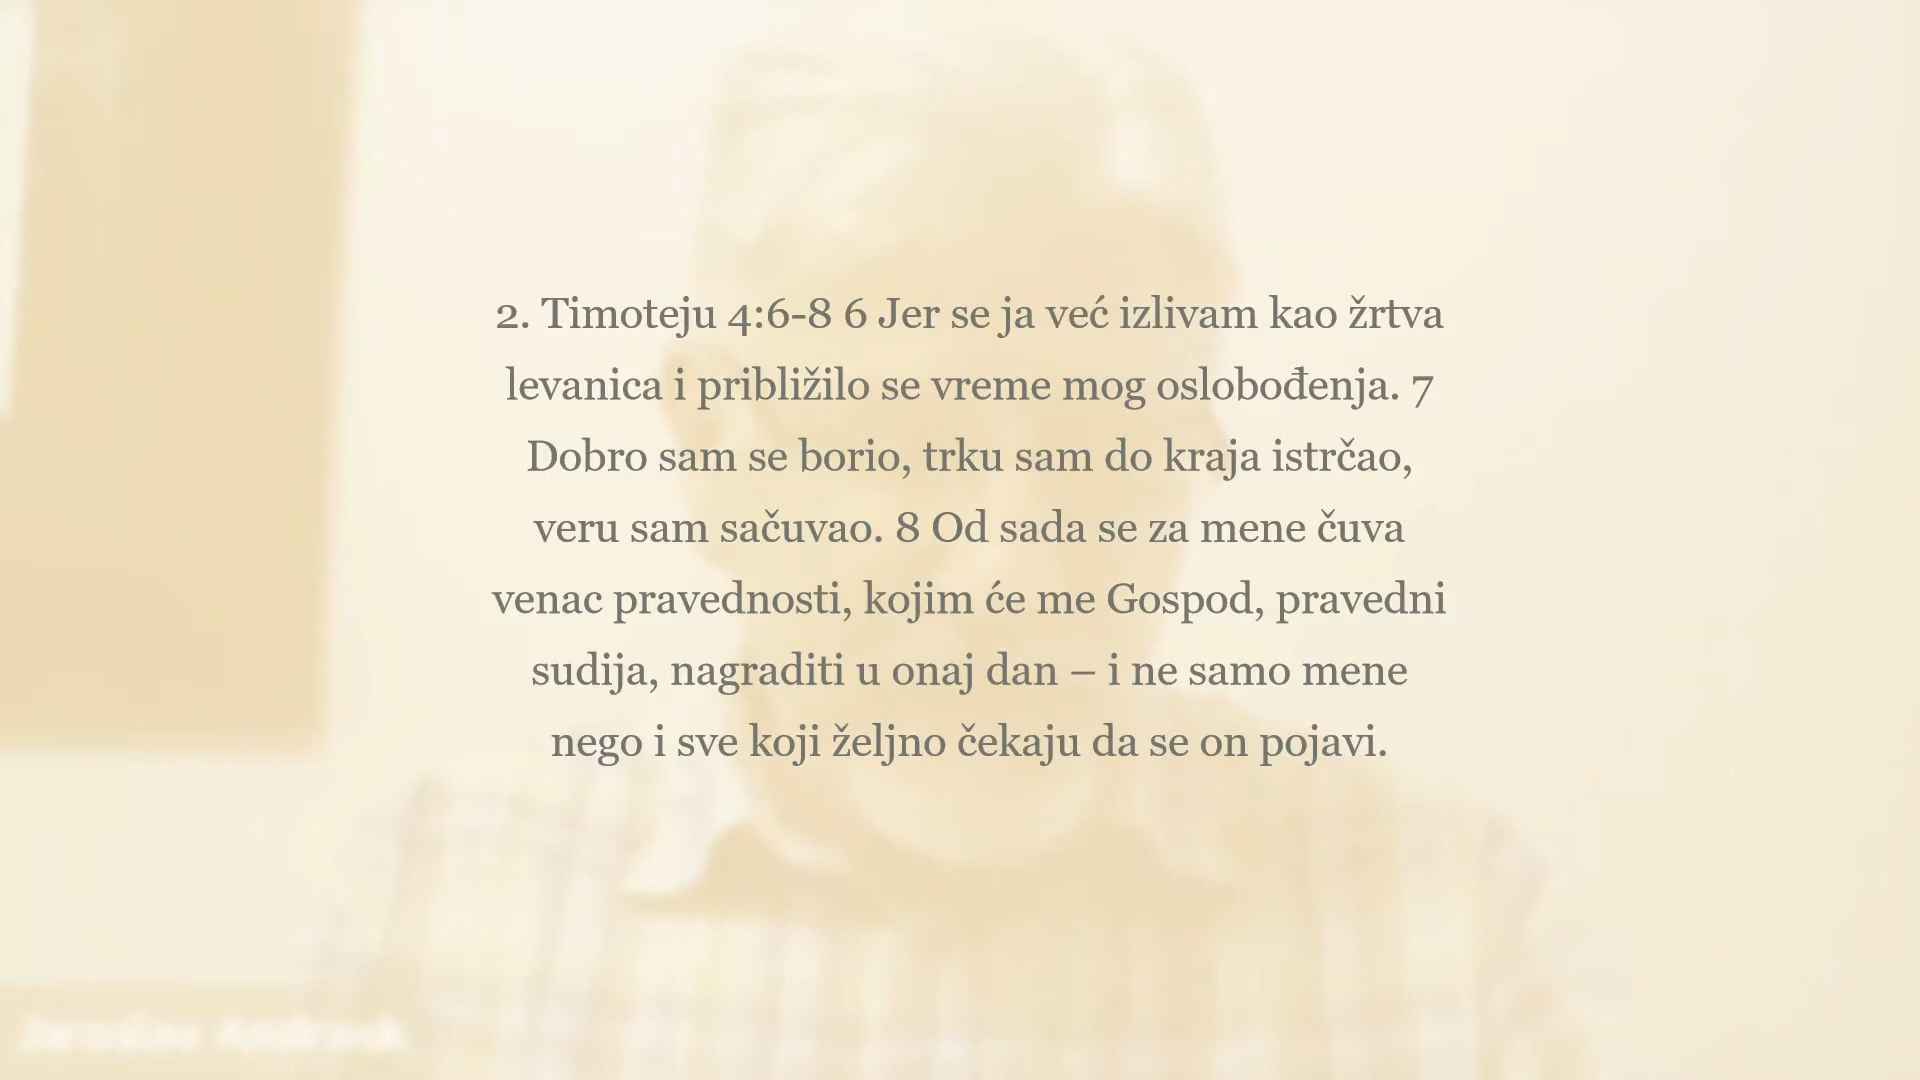 2. Timoteju 4:6-8 6 Jer se ja već izlivam kao žrtva
levanica i približilo se vreme mog oslobođenja. 7
Dobro sam se borio, trku sam do kraja istrčao,
veru sam sačuvao. 8 Od sada se za mene čuva
venac pravednosti, kojim će me Gospod, pravedni
sudija, nagraditi u onaj dan – i ne samo mene
nego i sve koji željno čekaju da se on pojavi.